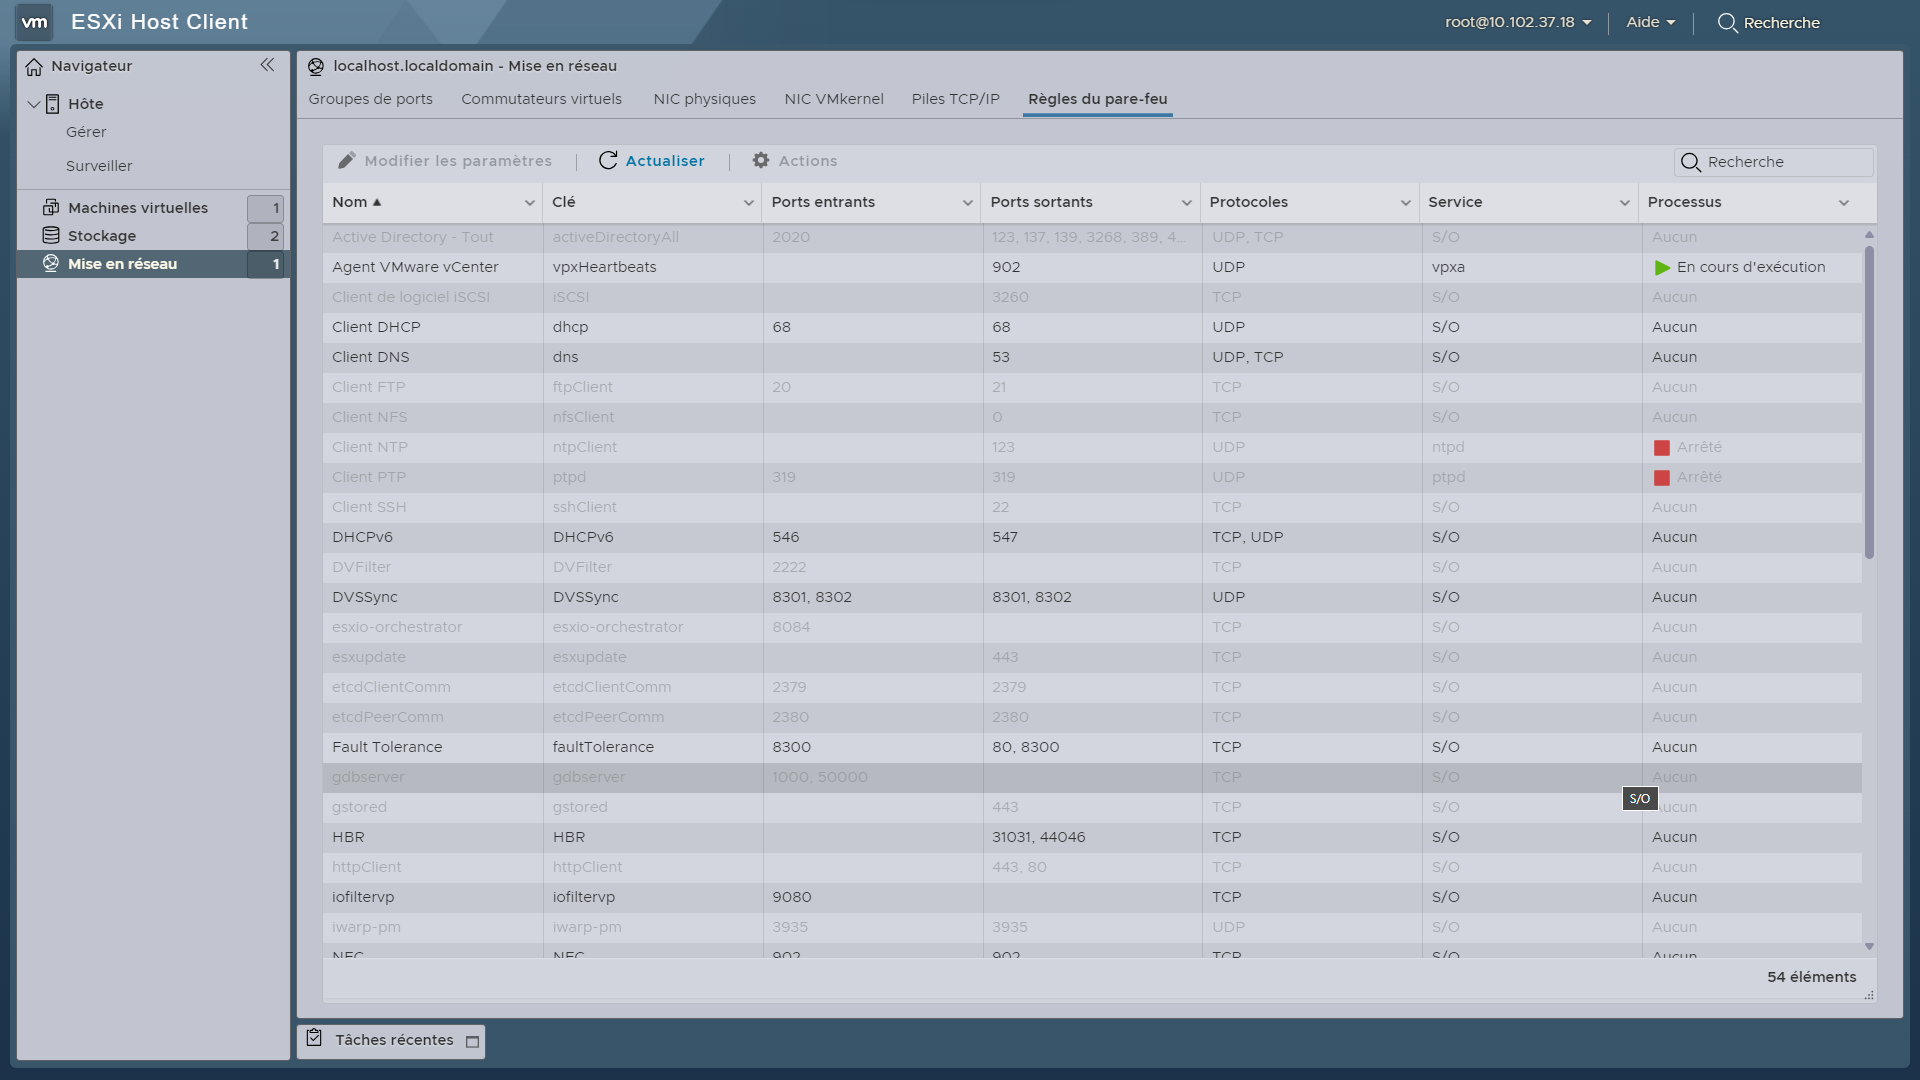 vm ESXi Host Client root@10.102.37.18 Aide Recherche
Navigateur
Hôte
Gérer
Surveiller
Machines virtuelles 1
Stockage 2
Mise en réseau 1
localhost.localdomain - Mise en réseau
Groupes de ports Commutateurs virtuels NIC physiques NIC VMkernel Piles TCP/IP Règles du pare-feu
Modifier les paramètres Actualiser Actions Recherche
Nom Clé Ports entrants Ports sortants Protocoles Service Processus
Active Directory - Tout activeDirectoryAll 2020 123, 137, 139, 3268, 389, 4... UDP, TCP S/O Aucun
Agent VMware vCenter vpxHeartbeats 902 UDP vpxa En cours d'exécution
Client de logiciel iSCSI iSCSI 3260 TCP S/O Aucun
Client DHCP dhcp 68 68 UDP S/O Aucun
Client DNS dns 53 UDP, TCP S/O Aucun
Client FTP ftpClient 20 21 TCP S/O Aucun
Client NFS nfsClient 0 TCP S/O Aucun
Client NTP ntpClient 123 UDP ntpd Arrêté
Client PTP ptpd 319 319 UDP ptpd Arrêté
Client SSH sshClient 22 TCP S/O Aucun
DHCPv6 DHCPv6 546 547 TCP, UDP S/O Aucun
DVFilter DVFilter 2222 TCP S/O Aucun
DVSSync DVSSync 8301, 8302 8301, 8302 UDP S/O Aucun
esxio-orchestrator esxio-orchestrator 8084 TCP S/O Aucun
esxupdate esxupdate 443 TCP S/O Aucun
etcdClientComm etcdClientComm 2379 2379 TCP S/O Aucun
etcdPeerComm etcdPeerComm 2380 2380 TCP S/O Aucun
Fault Tolerance faultTolerance 8300 80, 8300 TCP S/O Aucun
gdbserver gdbserver 1000, 50000 TCP S/O Aucun
S/O
gstored gstored 443 TCP S/O Aucun
HBR HBR 31031, 44046 TCP S/O Aucun
httpClient httpClient 443, 80 TCP S/O Aucun
iofiltervp iofiltervp 9080 TCP S/O Aucun
iwarp-pm iwarp-pm 3935 3935 UDP S/O Aucun
NFC NFC 902 902 TCP S/O Aucun
54 éléments
Tâches récentes